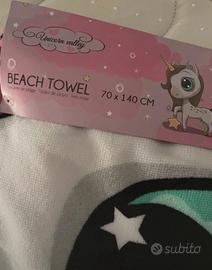 Unicorn valley
BEACH TOWEL
70 x 140 CM
subito